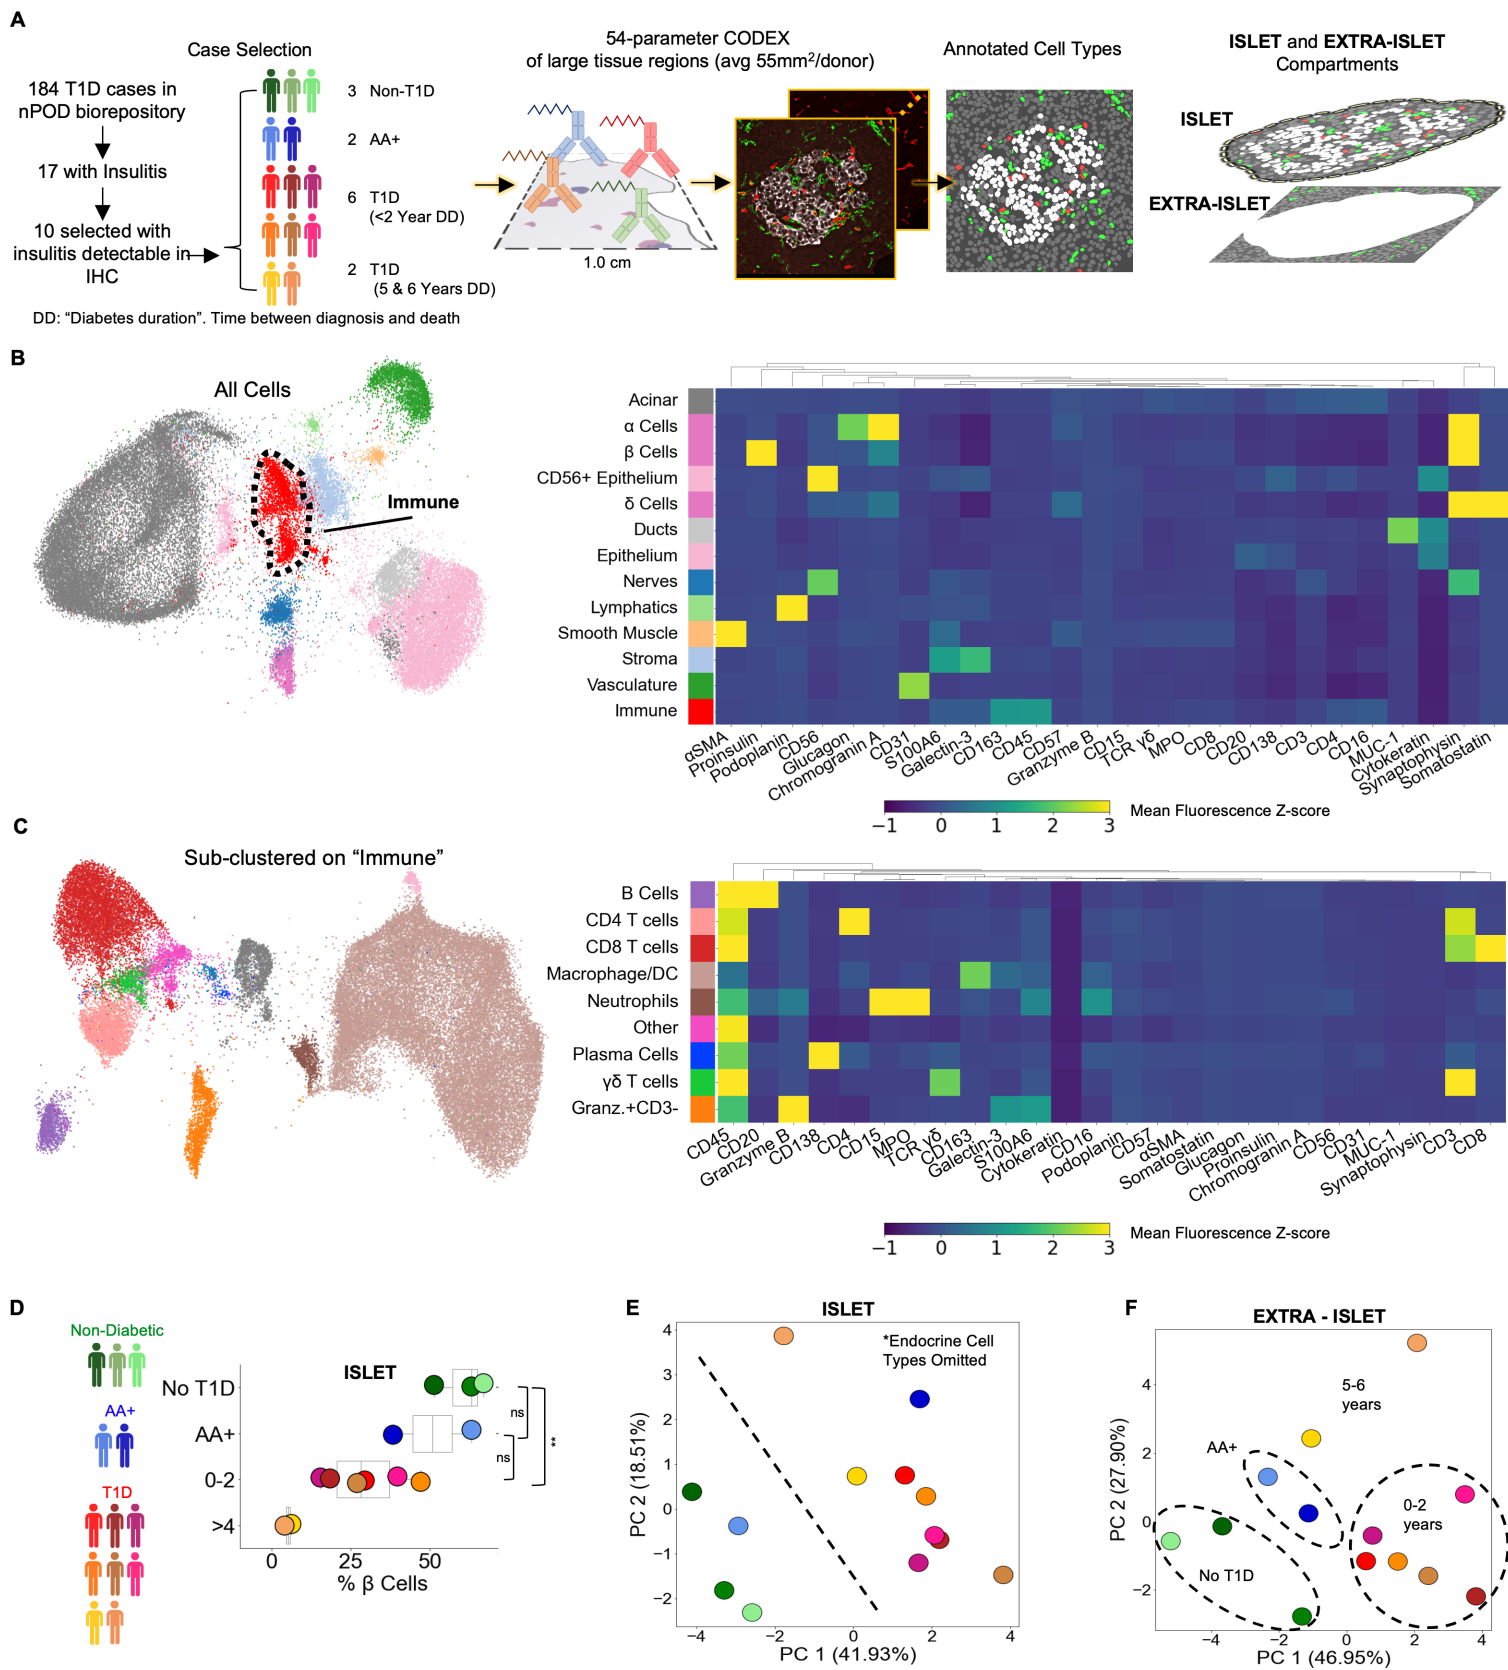 A
Case Selection
184 T1D cases in
nPOD biorepository
17 with Insulitis
10 selected with
insulitis detectable in
IHC
3 Non-T1D
2 AA+
6 T1D
(<2 Year DD)
2 T1D
(5 & 6 Years DD)
DD: “Diabetes duration”. Time between diagnosis and death
54-parameter CODEX
of large tissue regions (avg 55mm²/donor)
1.0 cm
Annotated Cell Types
ISLET and EXTRA-ISLET
Compartments
ISLET
EXTRA-ISLET
B
All Cells
Immune
Acinar
α Cells
β Cells
CD56+ Epithelium
δ Cells
Ducts
Epithelium
Nerves
Lymphatics
Smooth Muscle
Stroma
Vasculature
Immune
αSMA
Proinsulin
Podoplanin
CD56
Glucagon
Chromogranin A
CD31
S100A6
Galectin-3
CD163
CD45
CD57
Granzyme B
CD15
TCR γδ
MPO
CD8
CD20
CD138
CD3
CD4
CD16
MUC-1
Cytokeratin
Synaptophysin
Somatostatin
−1 0 1 2 3
Mean Fluorescence Z-score
C
Sub-clustered on “Immune”
B Cells
CD4 T cells
CD8 T cells
Macrophage/DC
Neutrophils
Other
Plasma Cells
γδ T cells
Granz.+CD3-
CD45
CD20
Granzyme B
CD138
CD4
CD15
MPO
TCR γδ
CD163
Galectin-3
S100A6
Cytokeratin
CD16
Podoplanin
CD57
αSMA
Somatostatin
Glucagon
Proinsulin
Chromogranin A
CD56
CD31
MUC-1
Synaptophysin
CD3
CD8
−1 0 1 2 3
Mean Fluorescence Z-score
D
Non-Diabetic
AA+
T1D
ISLET
No T1D
AA+
0-2
>4
ns
ns
**
0 25 50
% β Cells
E
ISLET
*Endocrine Cell
Types Omitted
4
3
2
1
0
−1
−2
PC 2 (18.51%)
−4 −2 0 2 4
PC 1 (41.93%)
F
EXTRA - ISLET
5-6
years
AA+
0-2
years
No T1D
4
2
0
−2
PC 2 (27.90%)
−4 −2 0 2 4
PC 1 (46.95%)